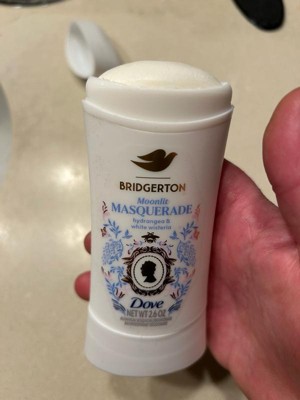 BRIDGERTON
Moonlit
MASQUERADE
hydrangea &
white wisteria
Dove
NET WT 2.6 OZ